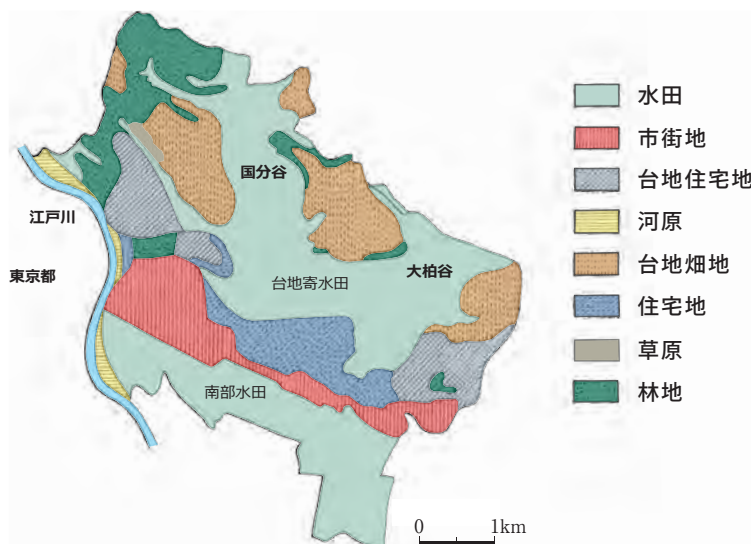 国分谷
江戸川
東京都
大柏谷
台地寄水田
南部水田
水田
市街地
台地住宅地
河原
台地畑地
住宅地
草原
林地
0 1km